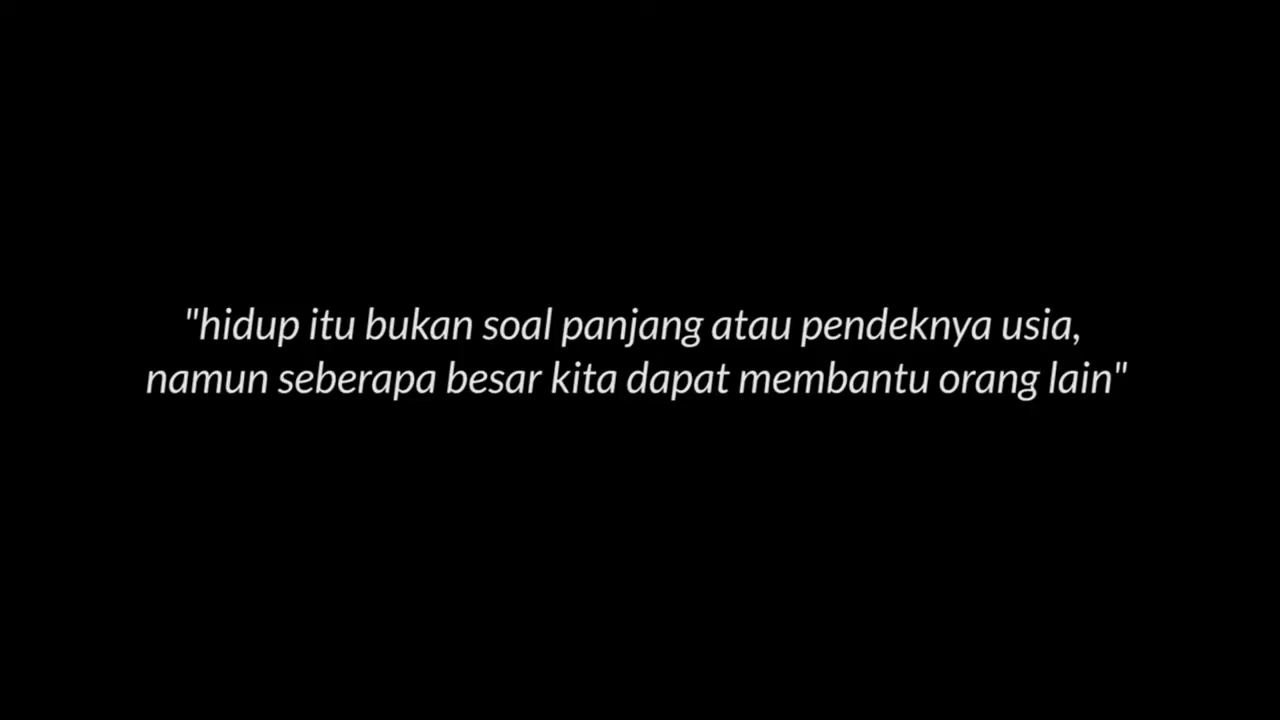 "hidup itu bukan soal panjang atau pendeknya usia,
namun seberapa besar kita dapat membantu orang lain"